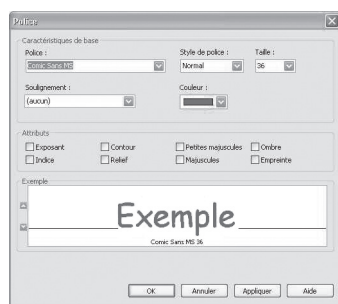 Police
Caractéristiques de base
Police : Style de police : Taille :
Comic Sans MS Normal 36
Soulignement : Couleur :
(aucun)
Attributs
Exposant Contour Petites majuscules Ombre
Indice Relief Majuscules Empreinte
Exemple
Exemple
Comic Sans MS 36
OK Annuler Appliquer Aide